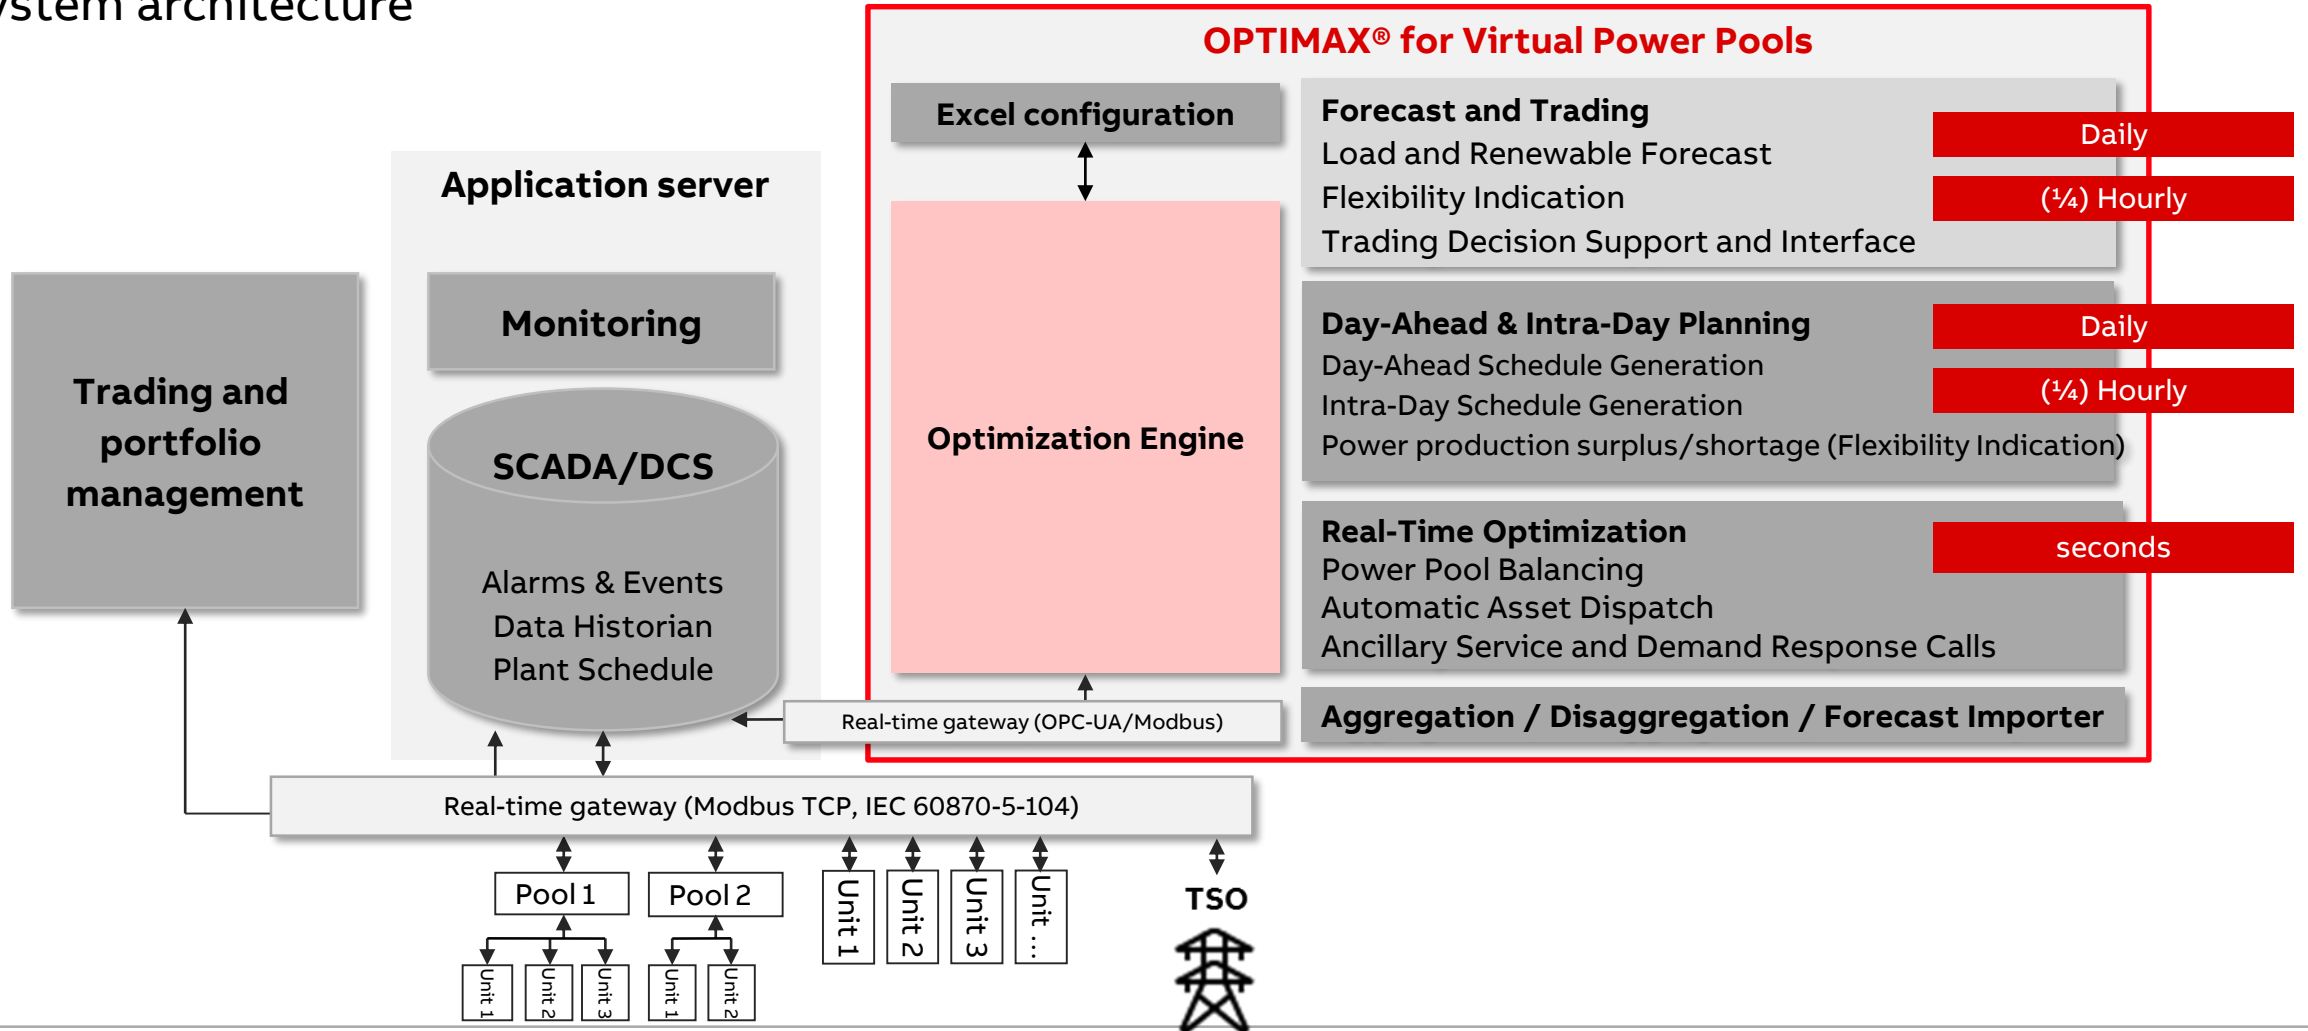 ystem architecture
OPTIMAX® for Virtual Power Pools
Excel configuration
Optimization Engine
Forecast and Trading
Load and Renewable Forecast
Flexibility Indication
Trading Decision Support and Interface
Daily
(¼) Hourly
Day-Ahead & Intra-Day Planning
Day-Ahead Schedule Generation
Intra-Day Schedule Generation
Power production surplus/shortage (Flexibility Indication)
Daily
(¼) Hourly
Real-Time Optimization
Power Pool Balancing
Automatic Asset Dispatch
Ancillary Service and Demand Response Calls
seconds
Aggregation / Disaggregation / Forecast Importer
Application server
Monitoring
SCADA/DCS
Alarms & Events
Data Historian
Plant Schedule
Trading and
portfolio
management
Real-time gateway (OPC-UA/Modbus)
Real-time gateway (Modbus TCP, IEC 60870-5-104)
Pool 1
Pool 2
Unit 1
Unit 2
Unit 3
Unit ...
TSO
Unit 1
Unit 2
Unit 3
Unit 1
Unit 2